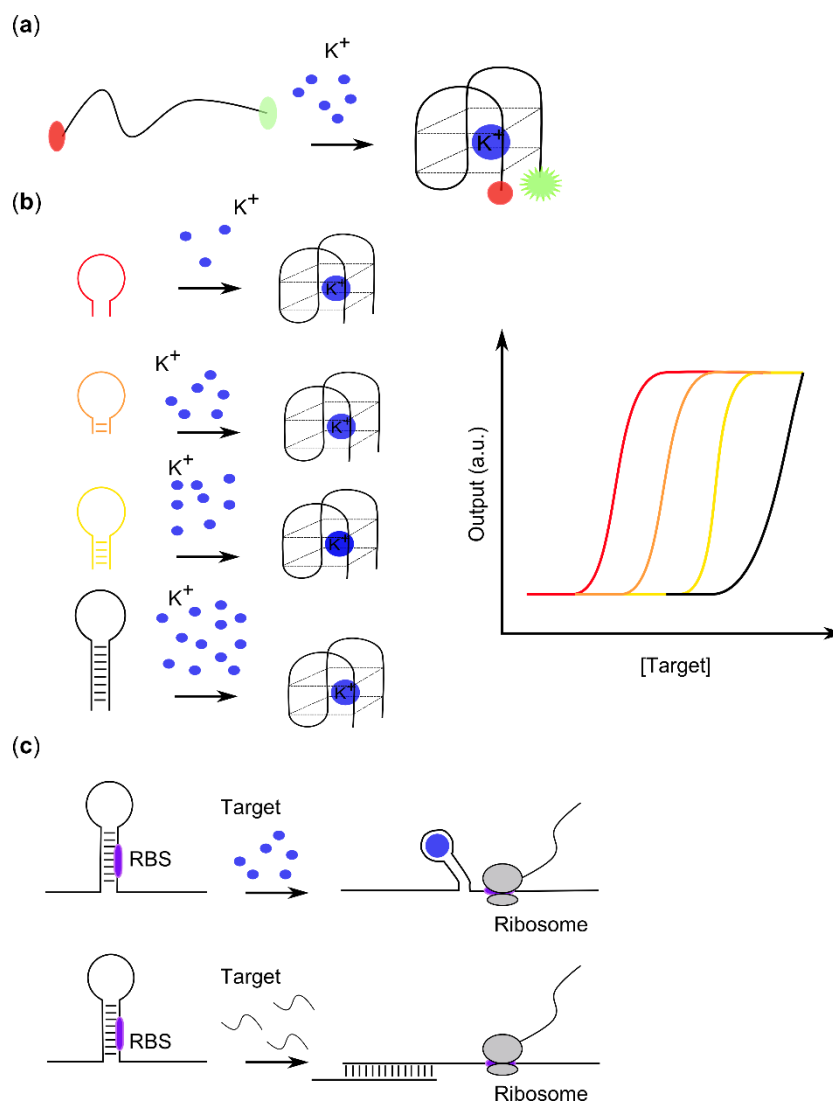 (a)
K+
K+
(b)
K+
K+
K+
K+
K+
K+
K+
K+
Output (a.u.)
[Target]
(c)
Target
RBS
Ribosome
Target
RBS
Ribosome